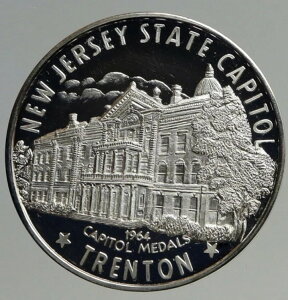 NEW JERSEY STATE CAPITOL
1964
CAPITOL MEDALS
TRENTON